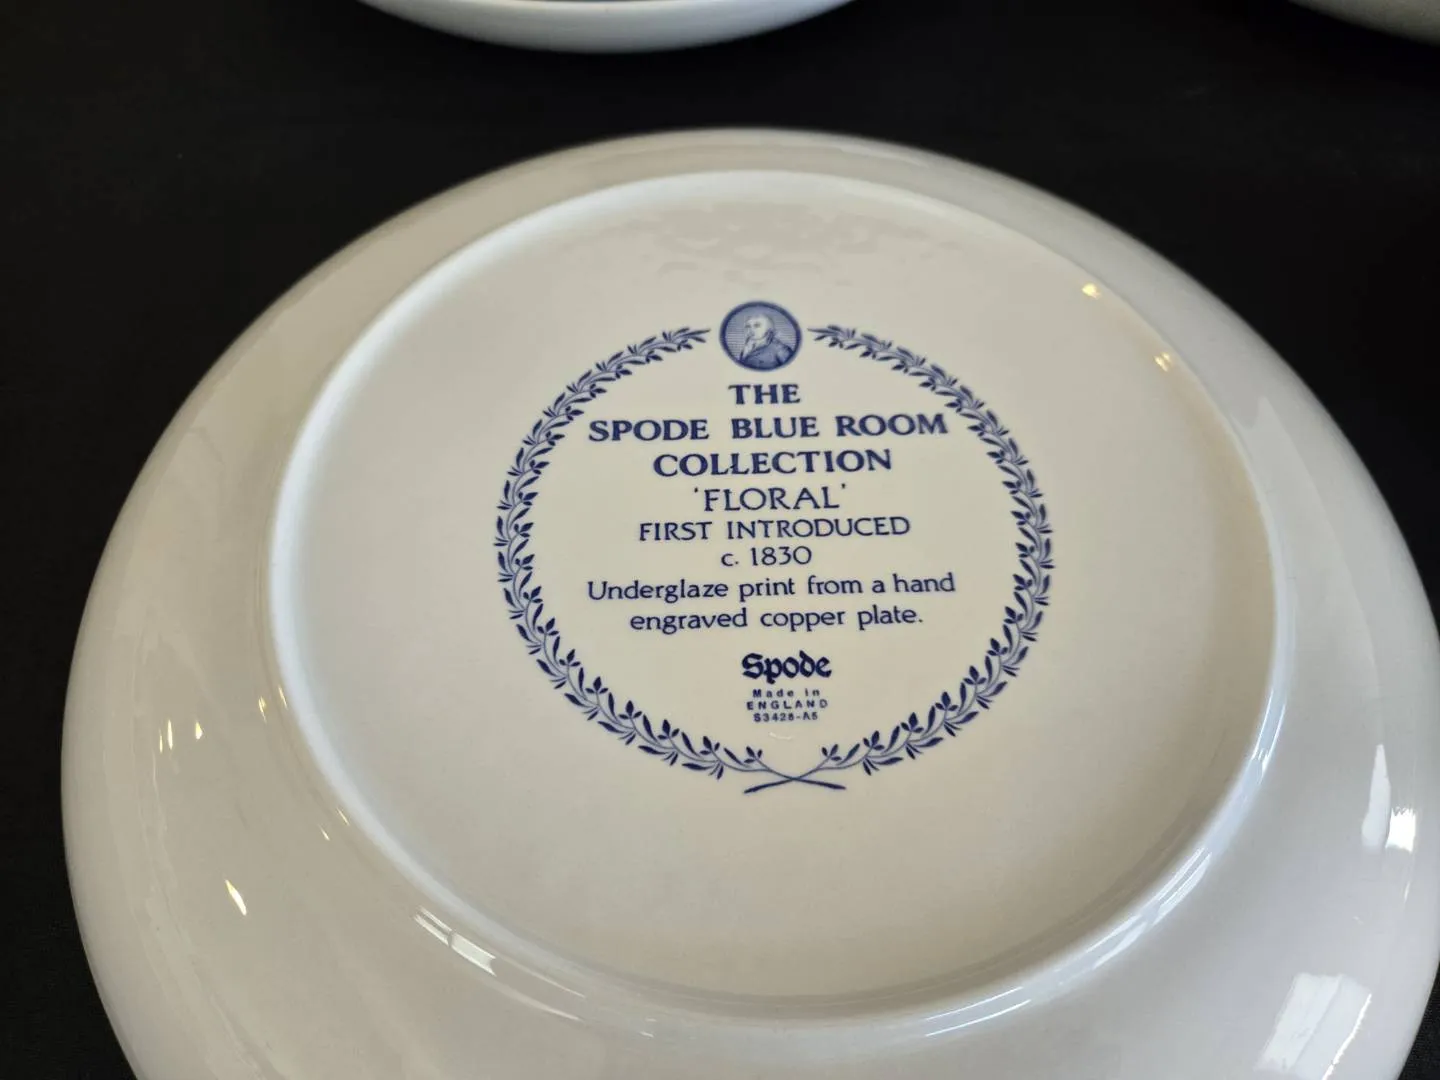 THE
SPODE BLUE ROOM
COLLECTION
'FLORAL'
FIRST INTRODUCED
c. 1830
Underglaze print from a hand
engraved copper plate.
Spode
Made in
ENGLAND
S3428-A5